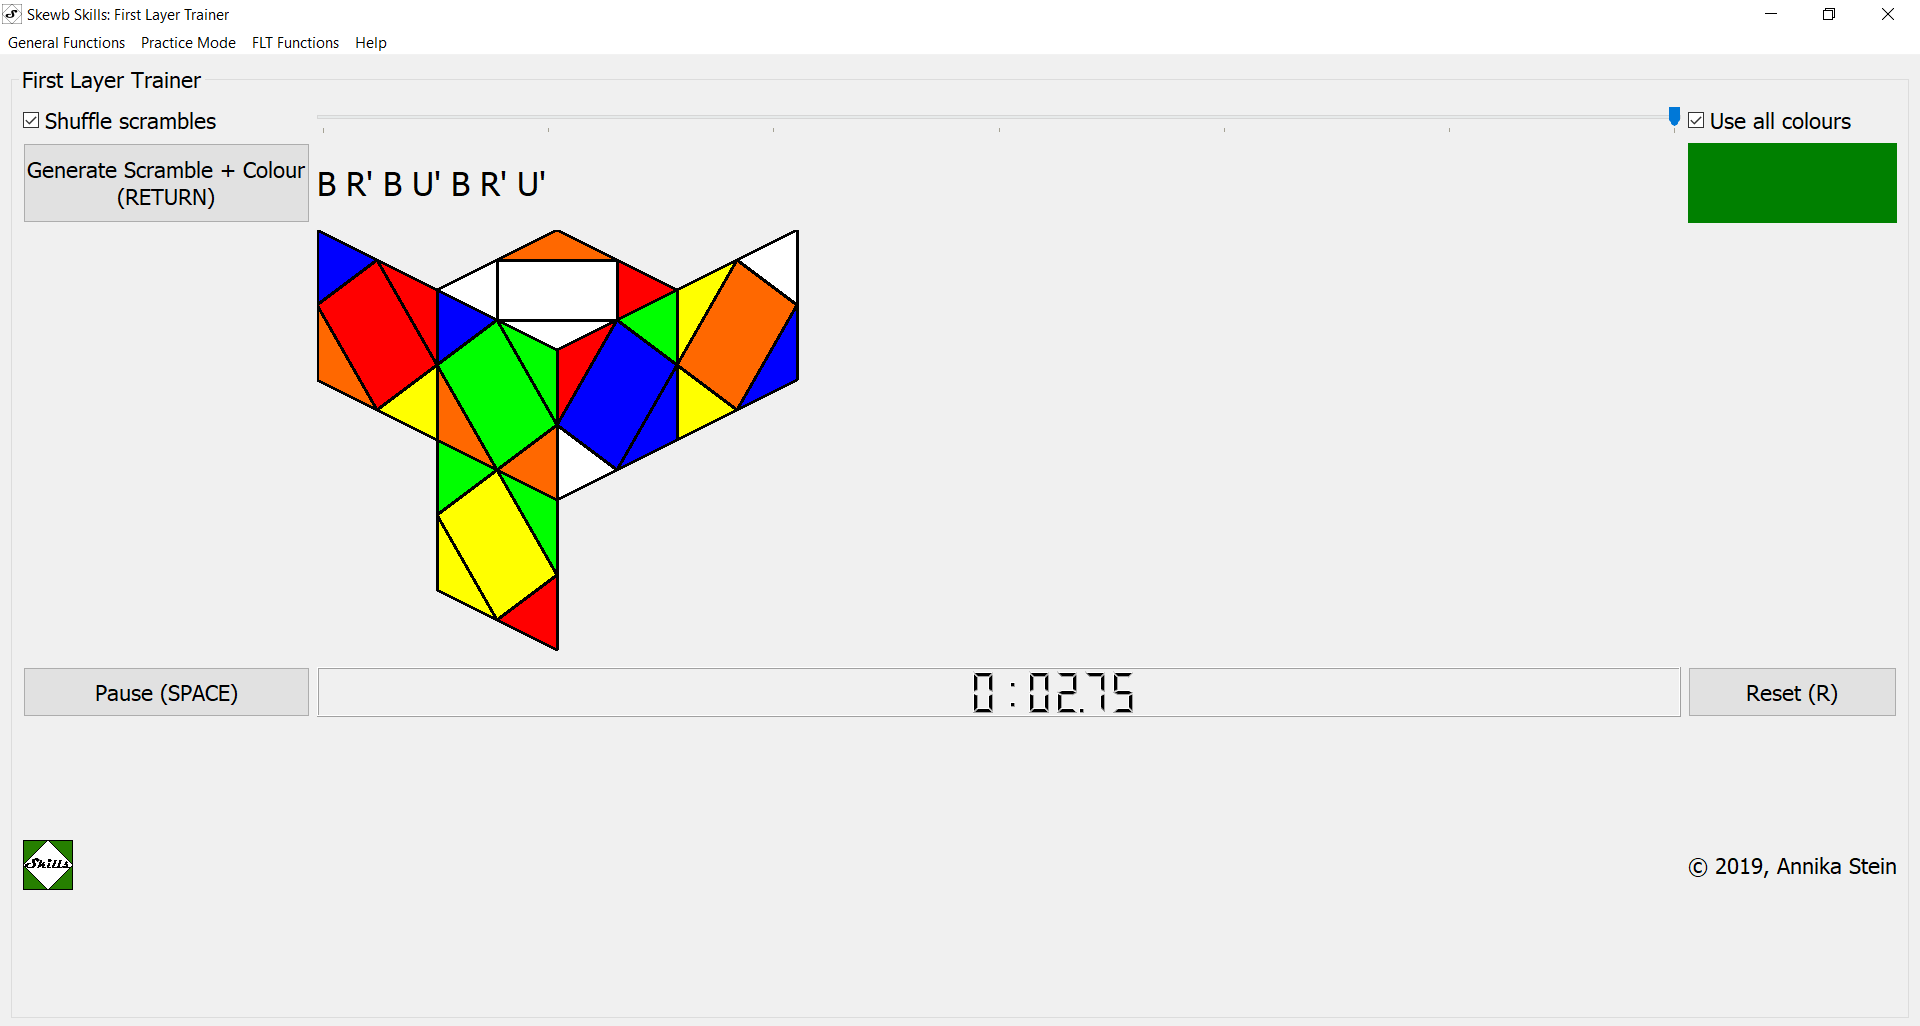 Skewb Skills: First Layer Trainer
General Functions Practice Mode FLT Functions Help
First Layer Trainer
Shuffle scrambles
Use all colours
Generate Scramble + Colour
(RETURN)
B R' B U' B R' U'
Pause (SPACE)
0:02.75
Reset (R)
Skills
© 2019, Annika Stein